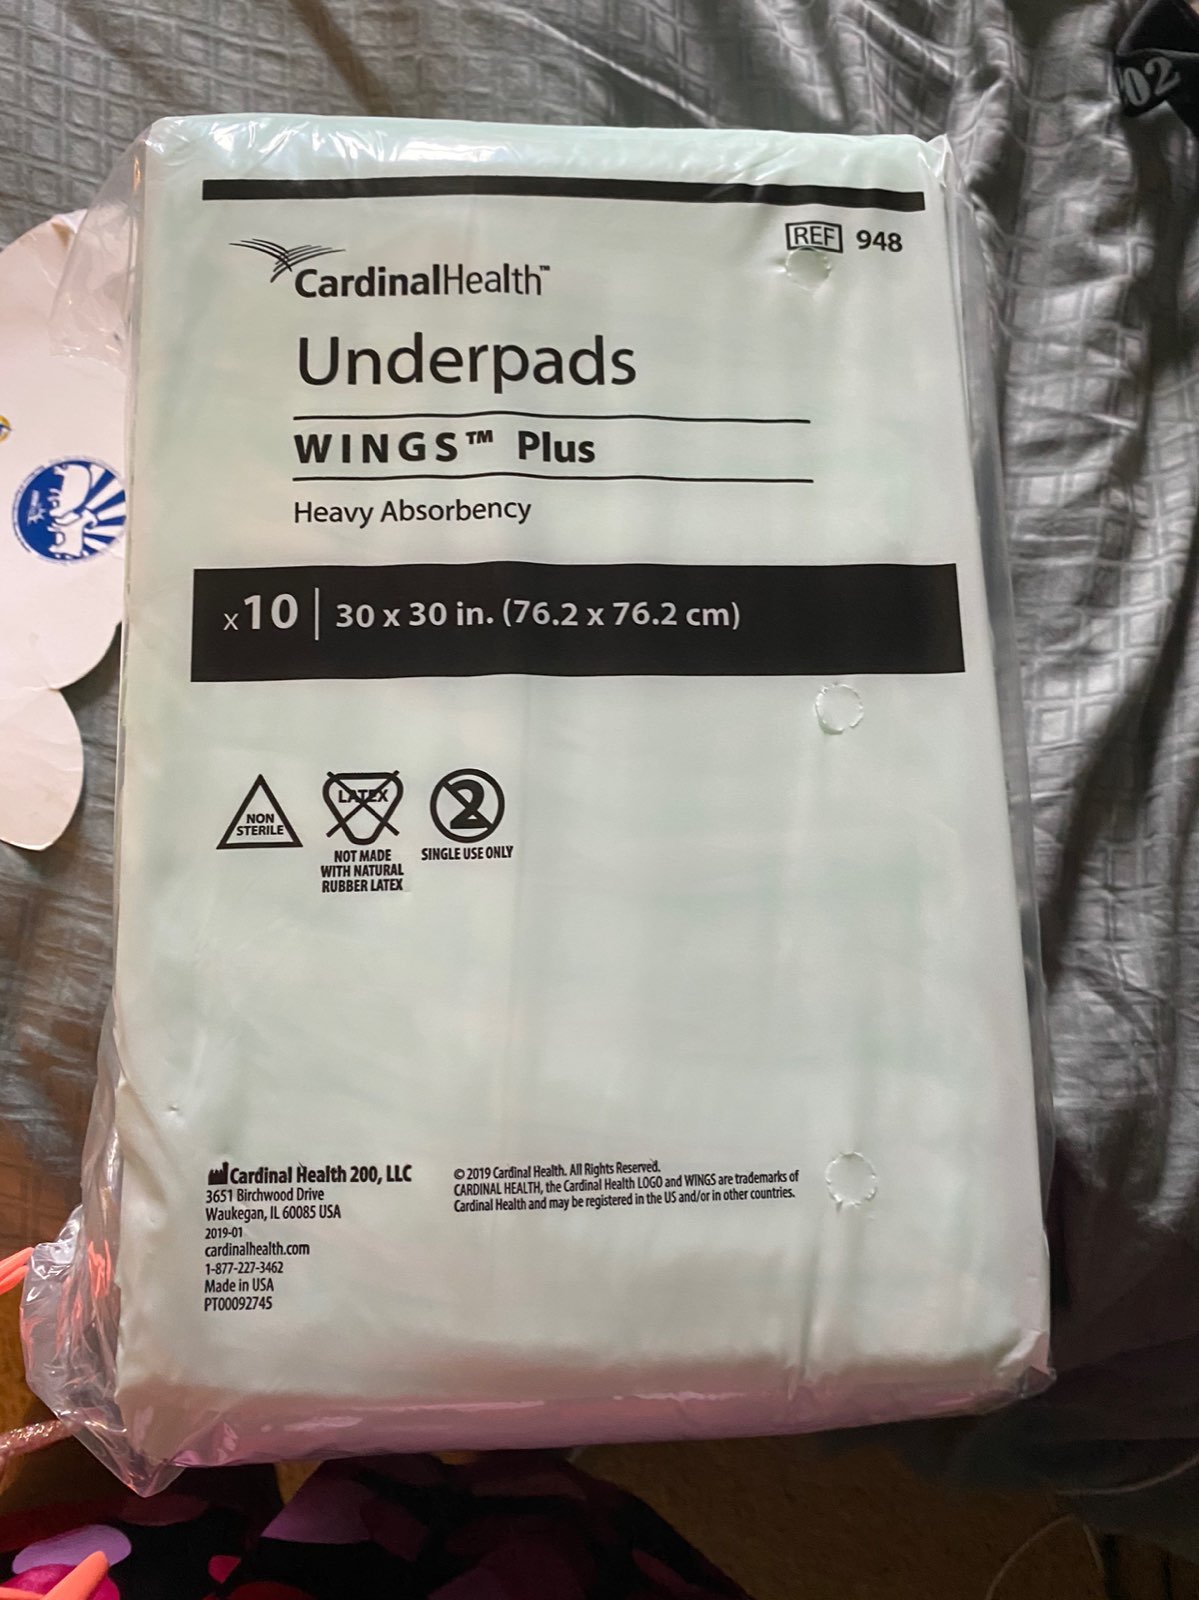 02
REF 948
CardinalHealth™
Underpads
WINGS™ Plus
Heavy Absorbency
x10 | 30 x 30 in. (76.2 x 76.2 cm)
NON
STERILE
LATEX
NOT MADE
WITH NATURAL
RUBBER LATEX
2
SINGLE USE ONLY
Cardinal Health 200, LLC
3651 Birchwood Drive
Waukegan, IL 60085 USA
2019-01
cardinalhealth.com
1-877-227-3462
Made in USA
PT00092745
© 2019 Cardinal Health. All Rights Reserved.
CARDINAL HEALTH, the Cardinal Health LOGO and WINGS are trademarks of
Cardinal Health and may be registered in the US and/or in other countries.